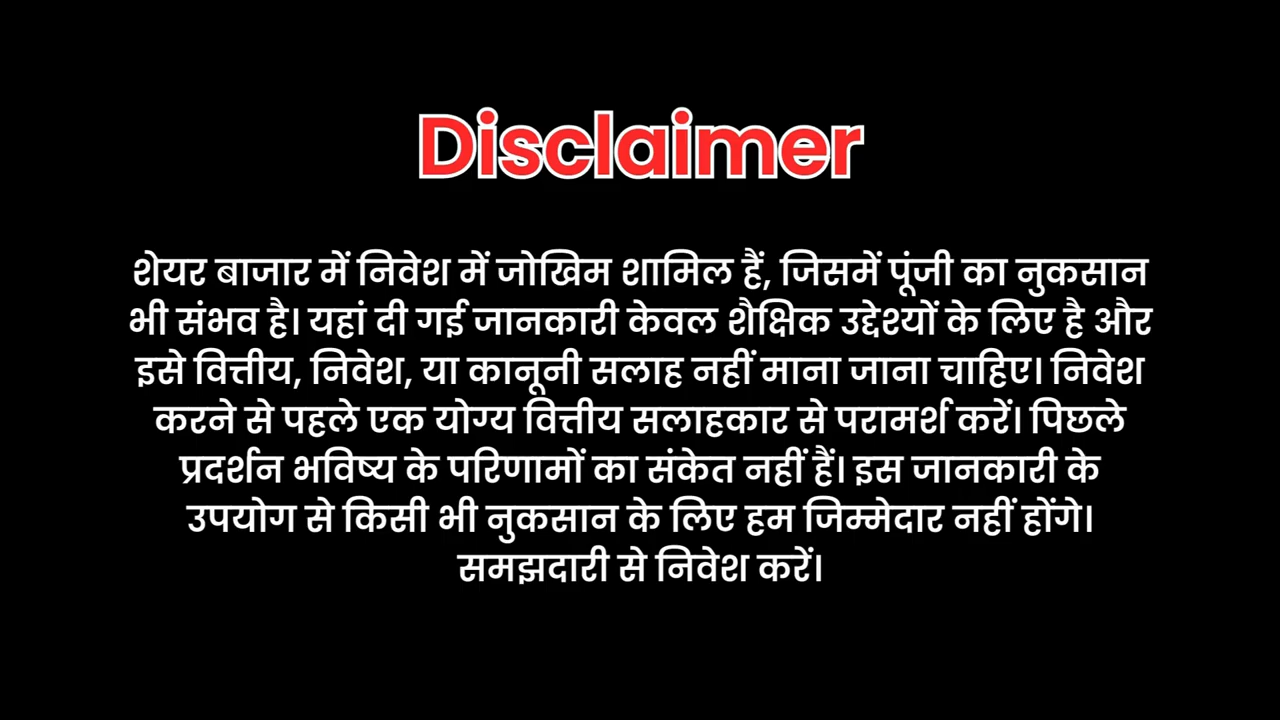 Disclaimer
शेयर बाजार में निवेश में जोखिम शामिल हैं, जिसमें पूंजी का नुकसान
भी संभव है। यहां दी गई जानकारी केवल शैक्षिक उद्देश्यों के लिए है और
इसे वित्तीय, निवेश, या कानूनी सलाह नहीं माना जाना चाहिए। निवेश
करने से पहले एक योग्य वित्तीय सलाहकार से परामर्श करें। पिछले
प्रदर्शन भविष्य के परिणामों का संकेत नहीं हैं। इस जानकारी के
उपयोग से किसी भी नुकसान के लिए हम जिम्मेदार नहीं होंगे।
समझदारी से निवेश करें।